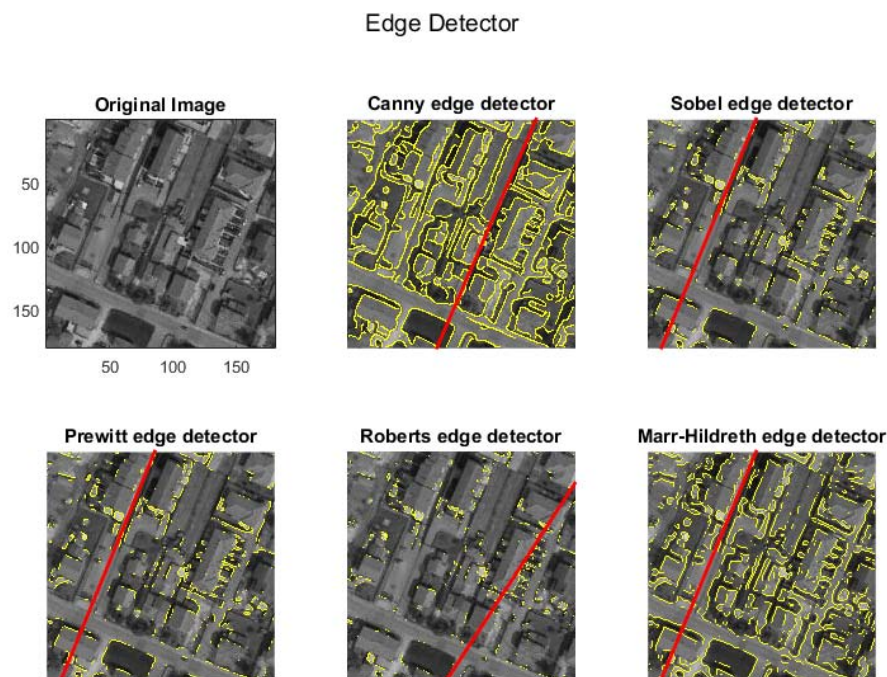 Edge Detector
Original Image
Canny edge detector
Sobel edge detector
50
100
150
50 100 150
Prewitt edge detector
Roberts edge detector
Marr-Hildreth edge detector